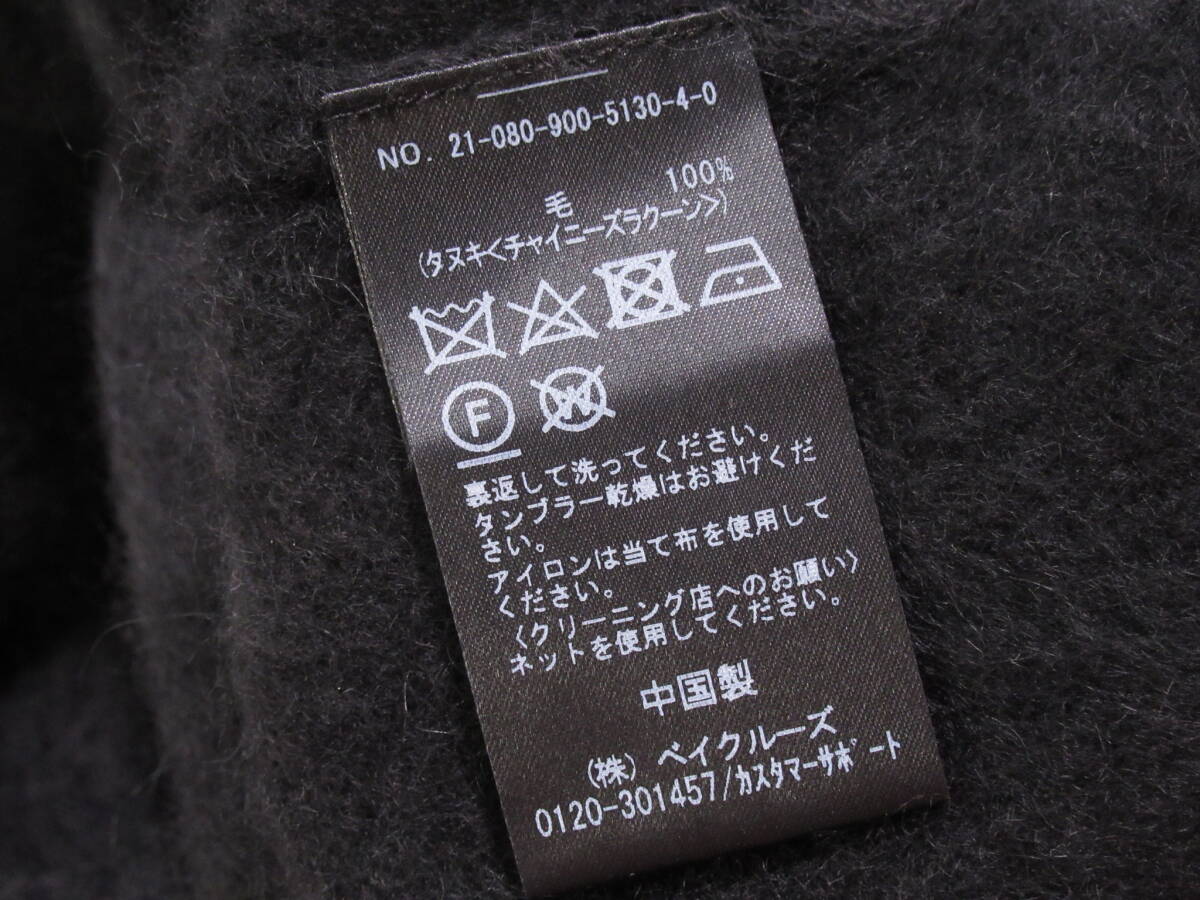 NO. 21-080-900-5130-4-0
毛 100%
(タヌキ<チャイニーズラクーン>)
F W
裏返して洗ってください。
タンブラー乾燥はお避けくだ
さい。
アイロンは当て布を使用して
ください。
〈クリーニング店へのお願い〉
ネットを使用してください。
中国製
(株) ベイクルーズ
0120-301457/カスタマーサポート